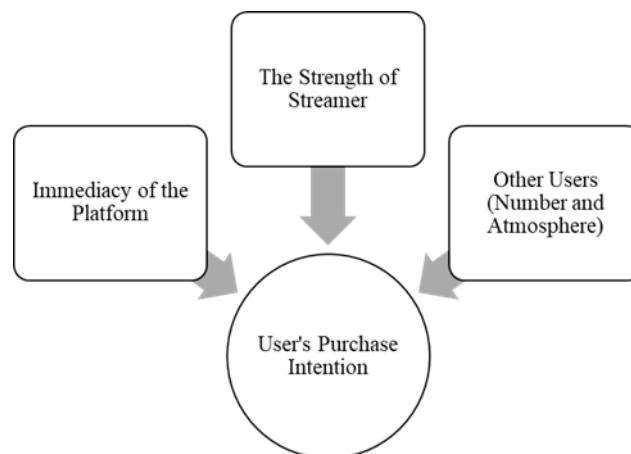 The Strength of
Streamer
Immediacy of the
Platform
Other Users
(Number and
Atmosphere)
User's Purchase
Intention